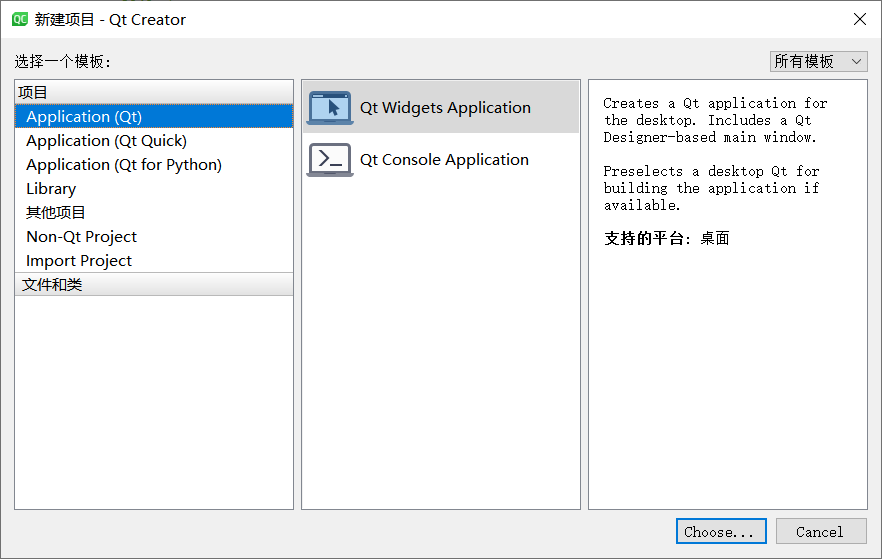 新建项目 - Qt Creator
选择一个模板：
所有模板
项目
Application (Qt)
Application (Qt Quick)
Application (Qt for Python)
Library
其他项目
Non-Qt Project
Import Project
文件和类
Qt Widgets Application
Qt Console Application
Creates a Qt application for
the desktop. Includes a Qt
Designer-based main window.
Preselects a desktop Qt for
building the application if
available.
支持的平台：桌面
Choose...
Cancel